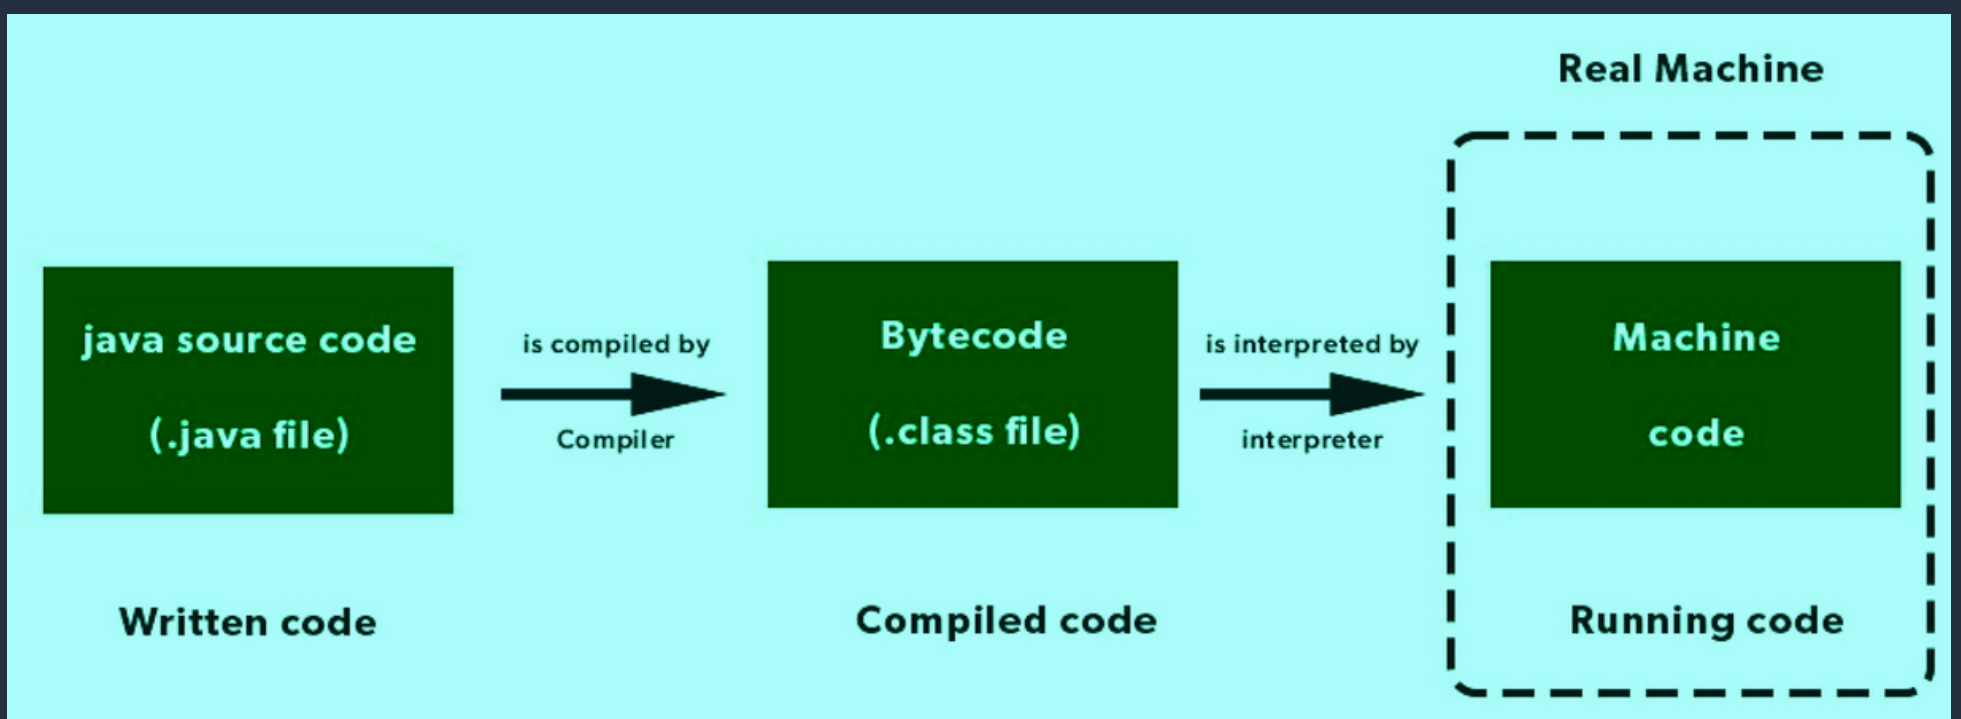 Real Machine
java source code
(.java file)
is compiled by
Compiler
Bytecode
(.class file)
is interpreted by
interpreter
Machine
code
Written code
Compiled code
Running code